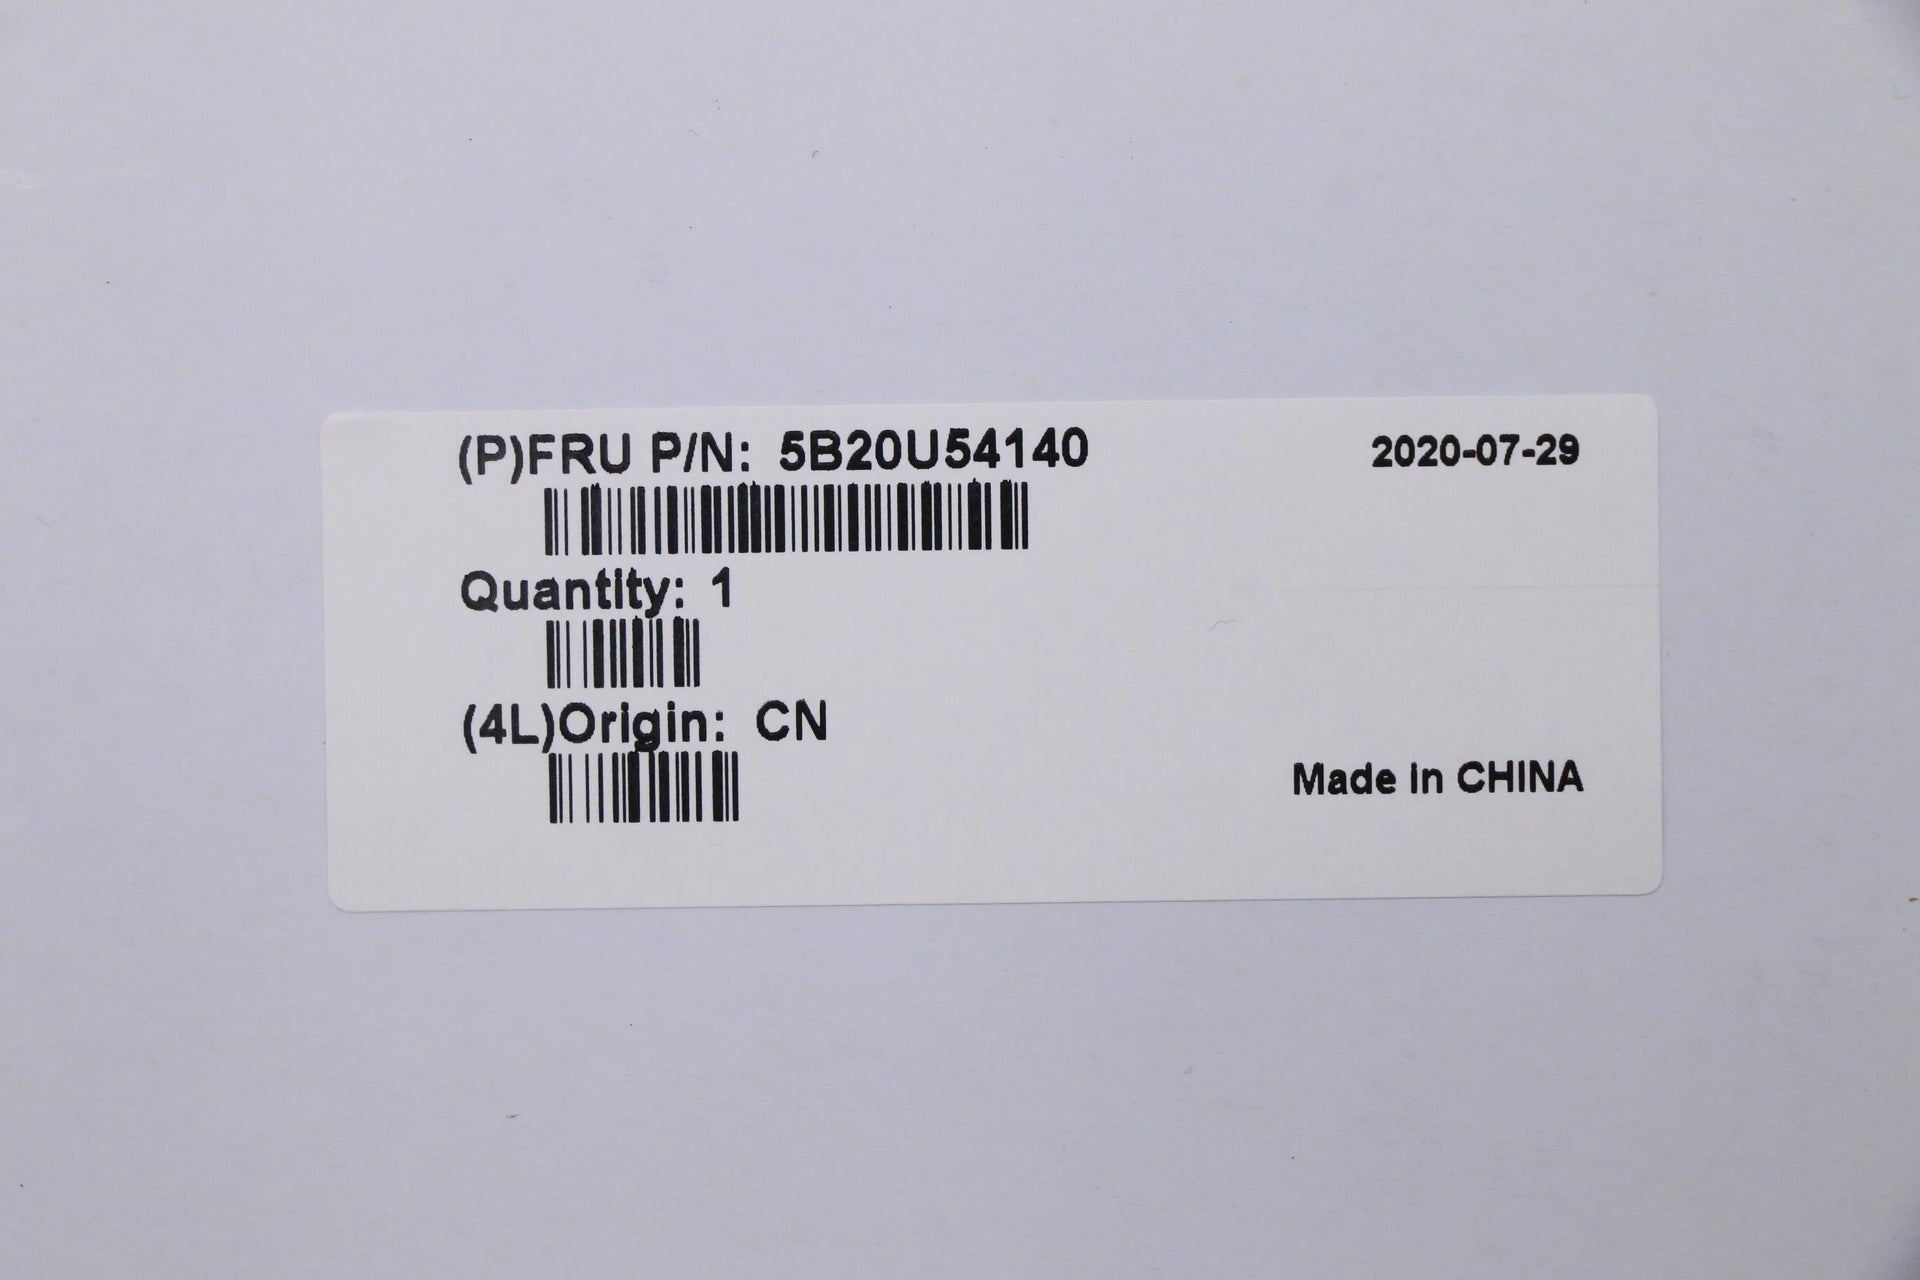 (P)FRU P/N: 5B20U54140
2020-07-29
Quantity: 1
(4L)Origin: CN
Made in CHINA